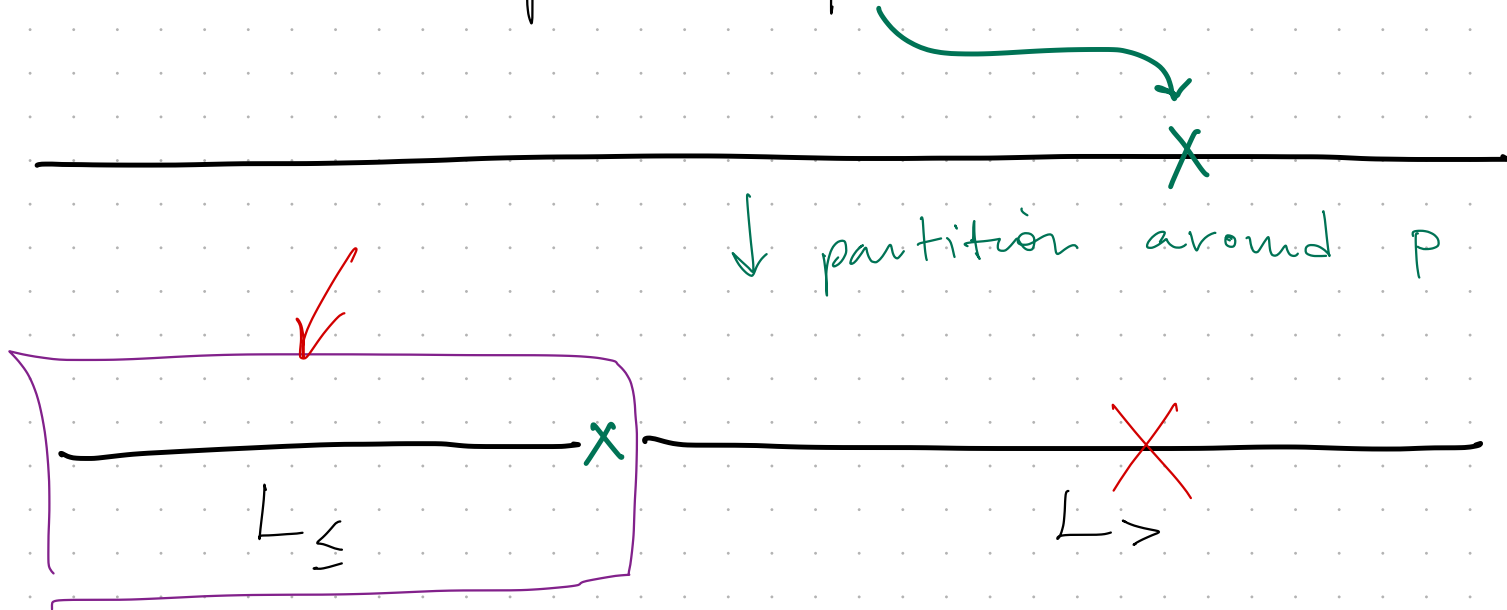 ↓ partition around p
L≤ L>